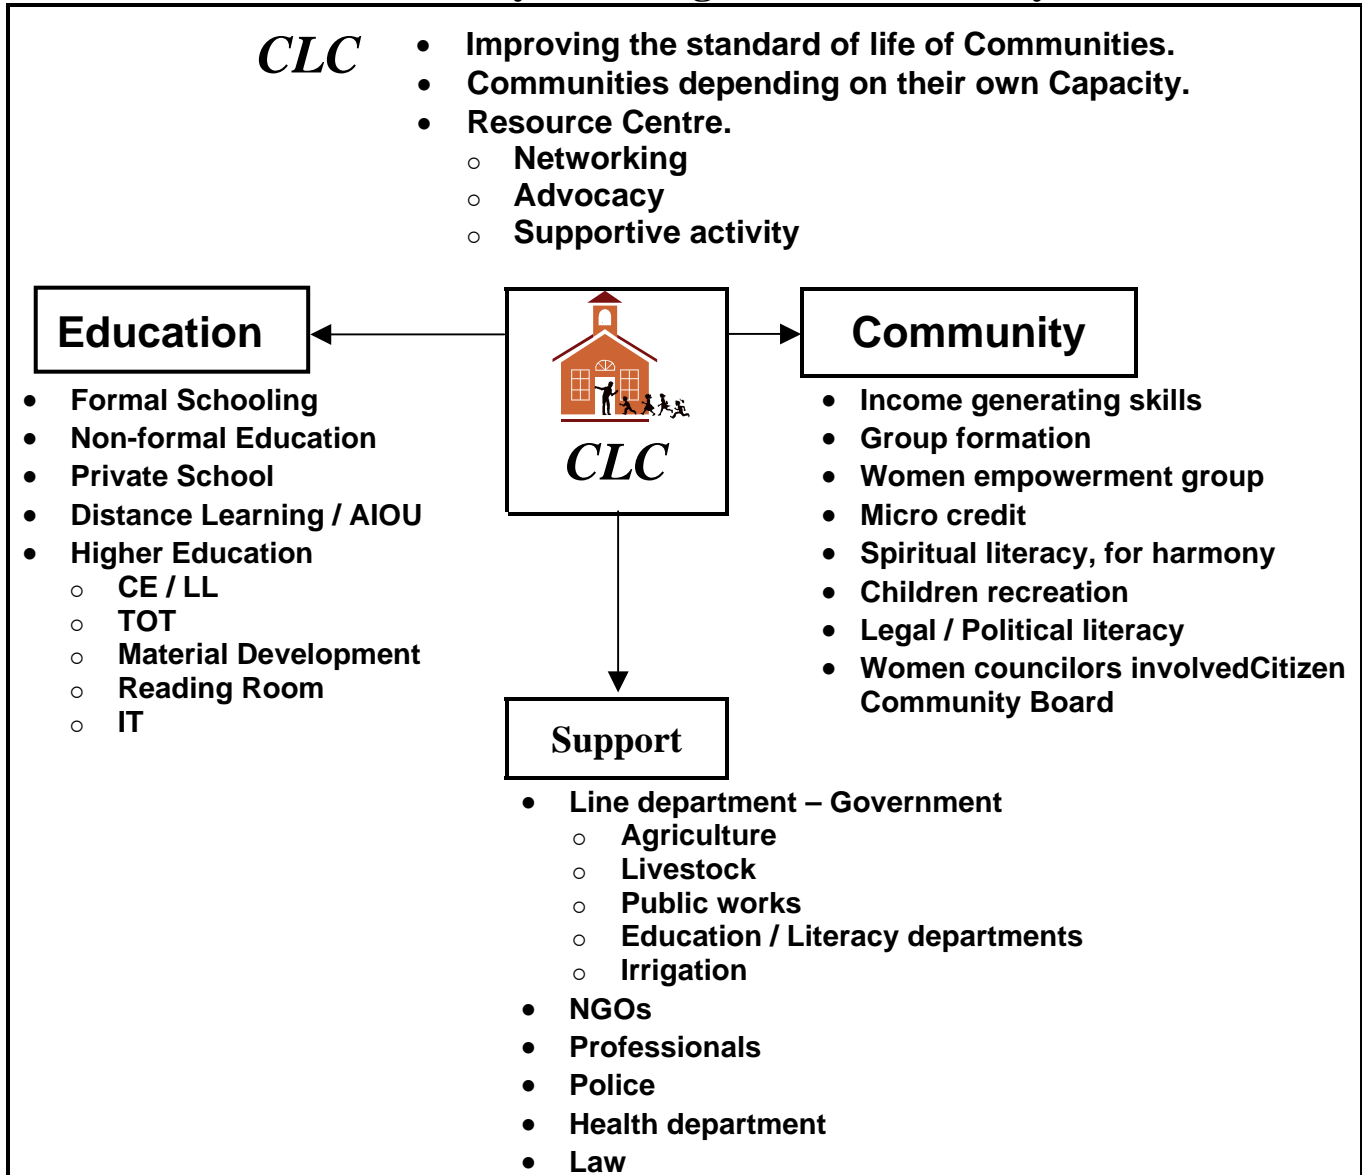 CLC
• Improving the standard of life of Communities.
• Communities depending on their own Capacity.
• Resource Centre.
o Networking
o Advocacy
o Supportive activity
Education
• Formal Schooling
• Non-formal Education
• Private School
• Distance Learning / AIOU
• Higher Education
o CE / LL
o TOT
o Material Development
o Reading Room
o IT
CLC
Community
• Income generating skills
• Group formation
• Women empowerment group
• Micro credit
• Spiritual literacy, for harmony
• Children recreation
• Legal / Political literacy
• Women councilors involvedCitizen
Community Board
Support
• Line department – Government
o Agriculture
o Livestock
o Public works
o Education / Literacy departments
o Irrigation
• NGOs
• Professionals
• Police
• Health department
• Law